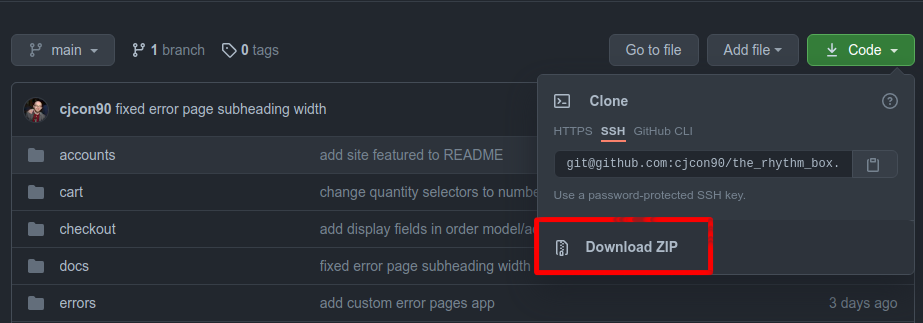 main 1 branch 0 tags Go to file Add file Code
cjcon90 fixed error page subheading width
Clone
HTTPS SSH GitHub CLI
accounts add site featured to README
git@github.com:cjcon90/the_rhythm_box.
cart change quantity selectors to numbe
Use a password-protected SSH key.
checkout add display fields in order model/ad
Download ZIP
docs fixed error page subheading width
errors add custom error pages app 3 days ago